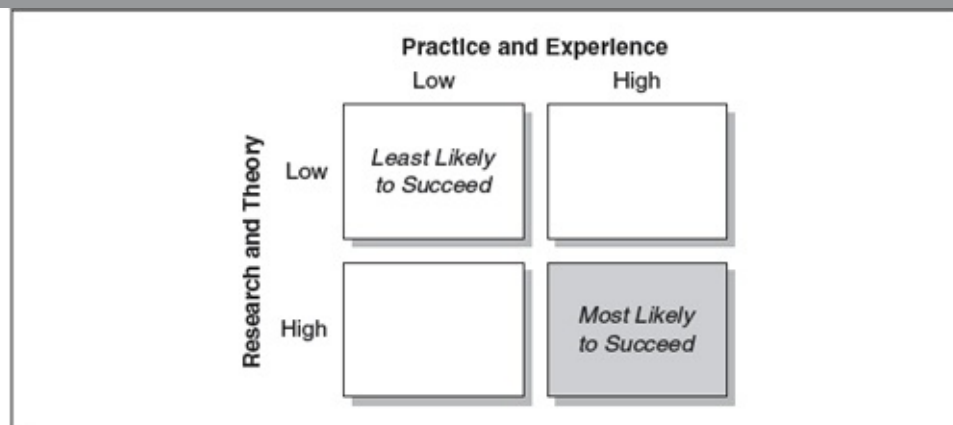 Practice and Experience
Low High
Research and Theory
Low
Least Likely
to Succeed
High
Most Likely
to Succeed